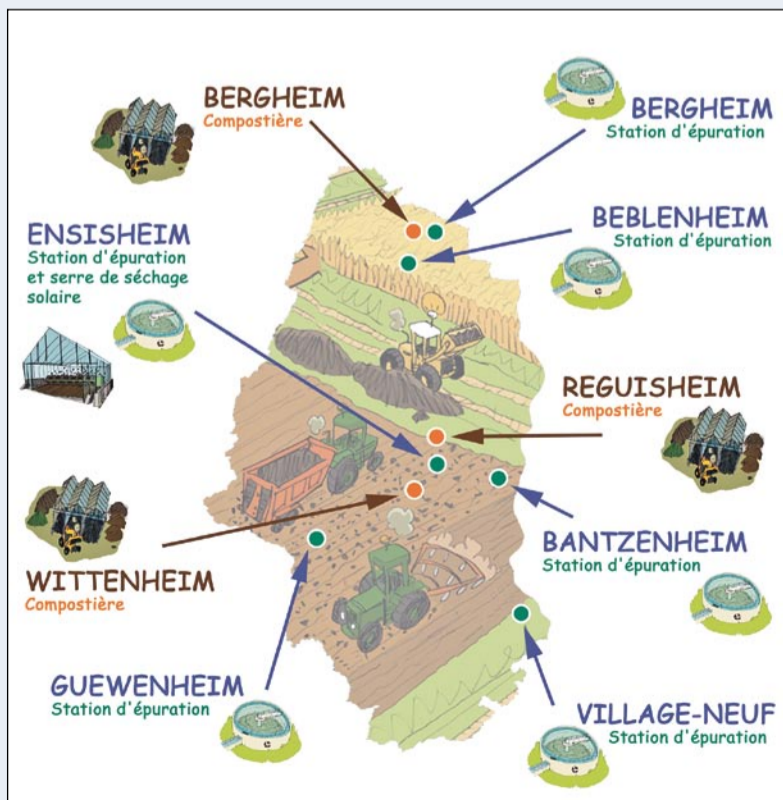 BERGHEIM
Compostière
BERGHEIM
Station d'épuration
BEBLENHEIM
Station d'épuration
ENSISHEIM
Station d'épuration
et serre de séchage
solaire
REGUISHEIM
Compostière
BANTZENHEIM
Station d'épuration
WITTENHEIM
Compostière
GUEWENHEIM
Station d'épuration
VILLAGE-NEUF
Station d'épuration